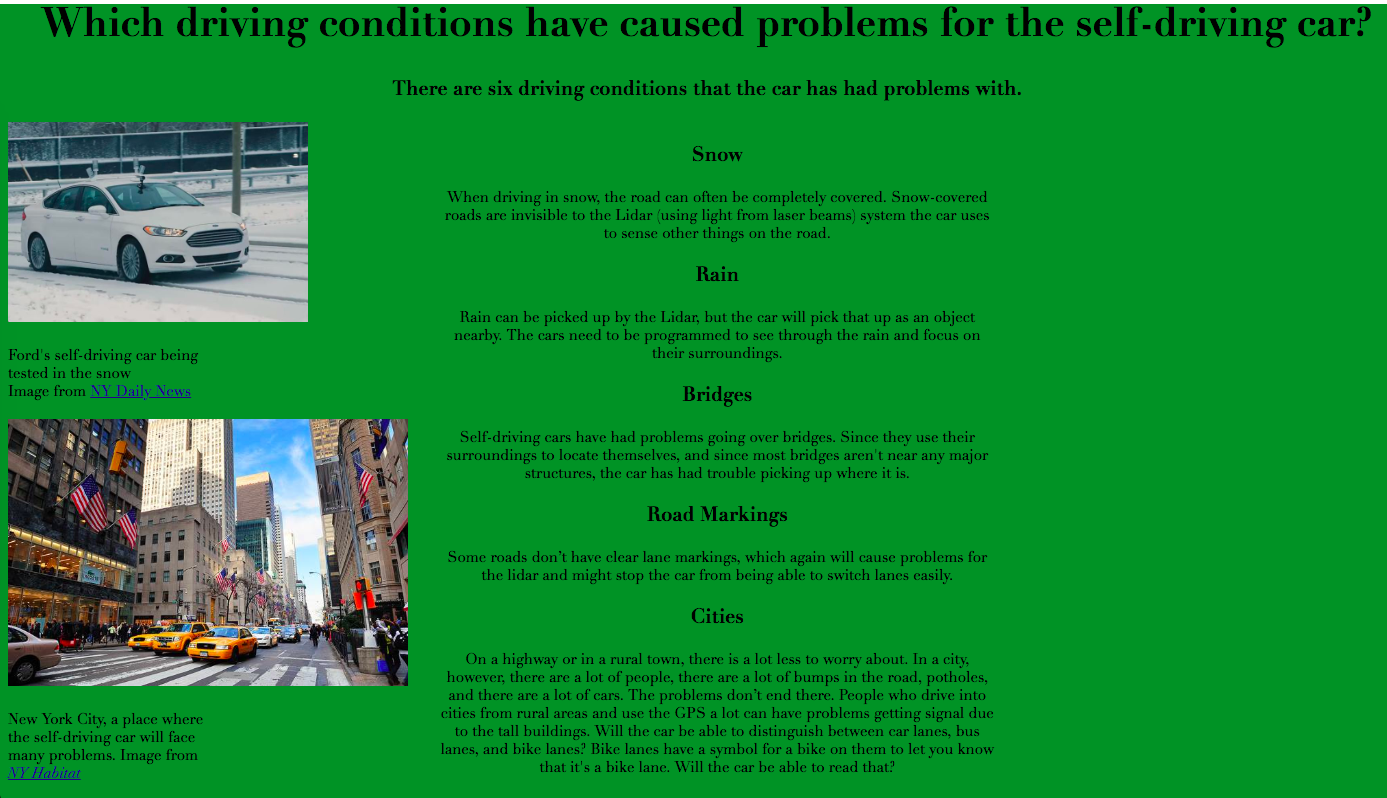 Which driving conditions have caused problems for the self-driving car?
There are six driving conditions that the car has had problems with.
Snow
When driving in snow, the road can often be completely covered. Snow-covered
roads are invisible to the Lidar (using light from laser beams) system the car uses
to sense other things on the road.
Rain
Rain can be picked up by the Lidar, but the car will pick that up as an object
nearby. The cars need to be programmed to see through the rain and focus on
their surroundings.
Ford's self-driving car being
tested in the snow
Image from NY Daily News
Bridges
Self-driving cars have had problems going over bridges. Since they use their
surroundings to locate themselves, and since most bridges aren't near any major
structures, the car has had trouble picking up where it is.
Road Markings
Some roads don’t have clear lane markings, which again will cause problems for
the lidar and might stop the car from being able to switch lanes easily.
Cities
On a highway or in a rural town, there is a lot less to worry about. In a city,
however, there are a lot of people, there are a lot of bumps in the road, potholes,
and there are a lot of cars. The problems don’t end there. People who drive into
cities from rural areas and use the GPS a lot can have problems getting signal due
to the tall buildings. Will the car be able to distinguish between car lanes, bus
lanes, and bike lanes? Bike lanes have a symbol for a bike on them to let you know
that it's a bike lane. Will the car be able to read that?
New York City, a place where
the self-driving car will face
many problems. Image from
NY Habitat